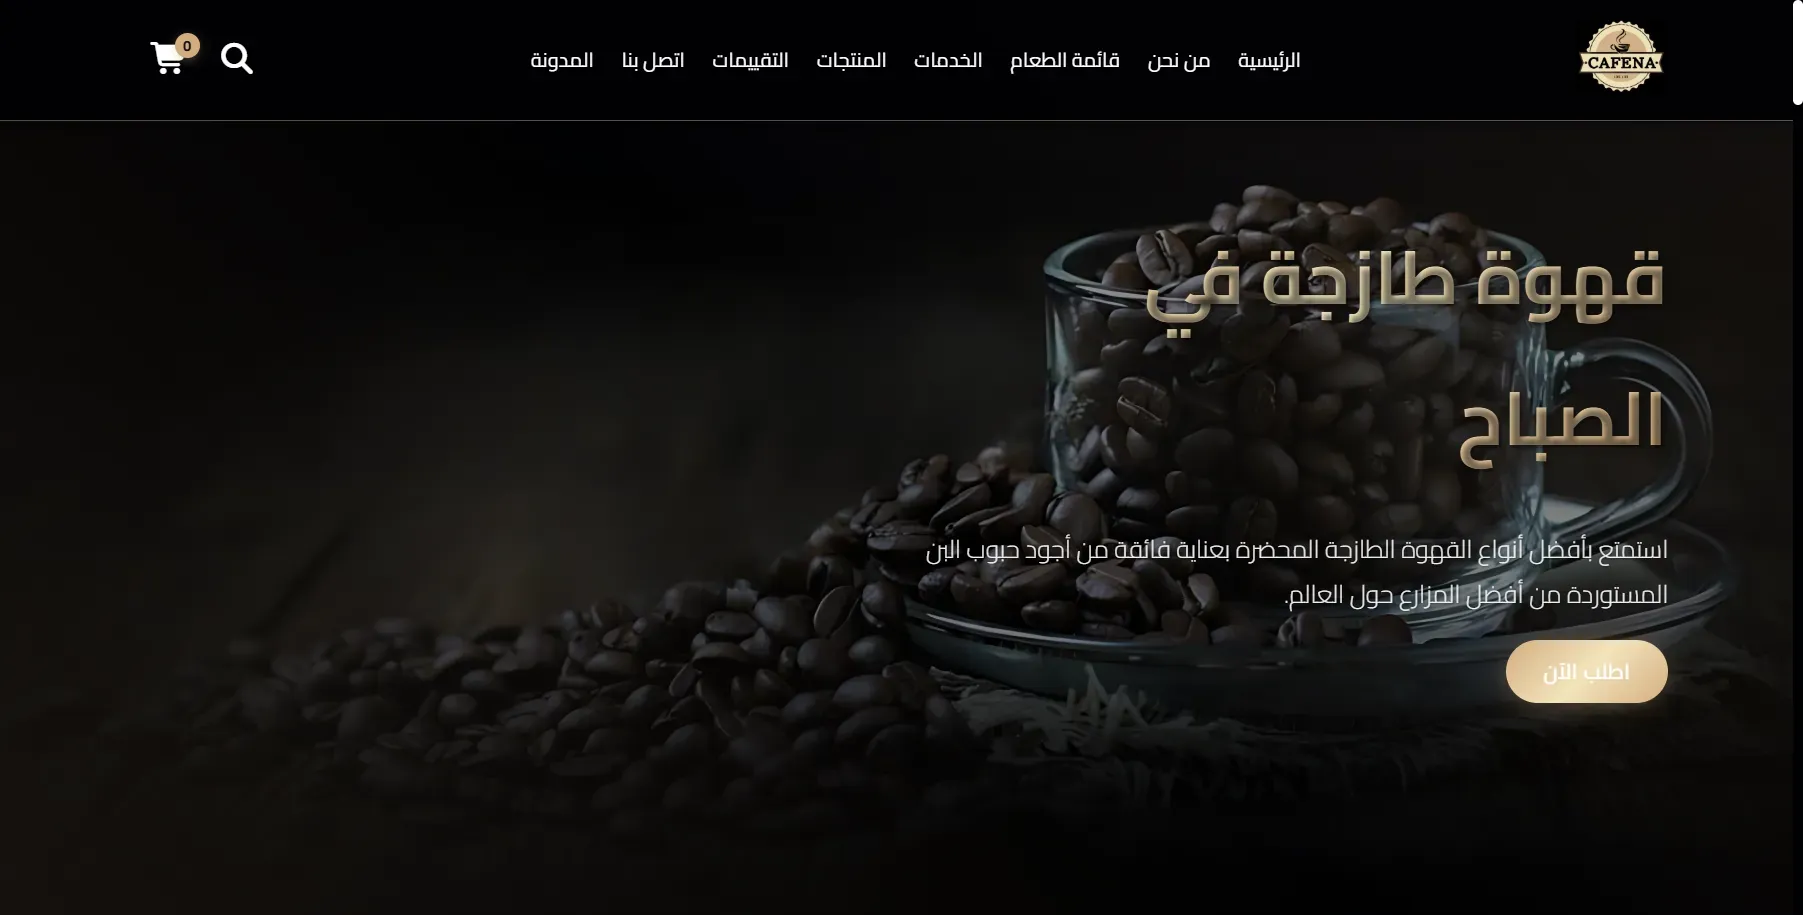 CAFENA
الرئيسية من نحن قائمة الطعام الخدمات المنتجات التقييمات اتصل بنا المدونة
0
قهوة طازجة في
الصباح
استمتع بأفضل أنواع القهوة الطازجة المحضرة بعناية فائقة من أجود حبوب البن
المستوردة من أفضل المزارع حول العالم.
اطلب الآن